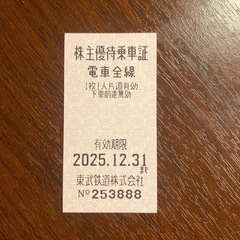 株主優待乗車証
電車全線
1枚1人片道有効
下車前途無効
有効期限
2025.12.31まで
東武鉄道株式会社
No253888